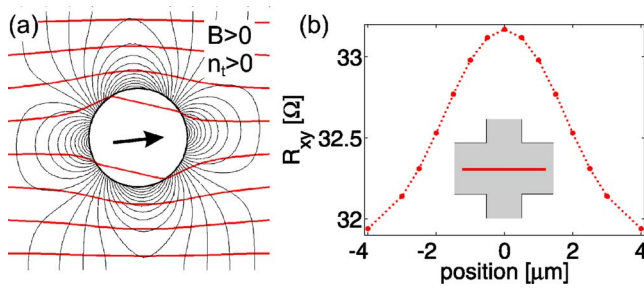 (a)
B>0
n_t>0
(b)
R_xy [Ω]
33
32.5
32
-4
-2
0
2
4
position [μm]